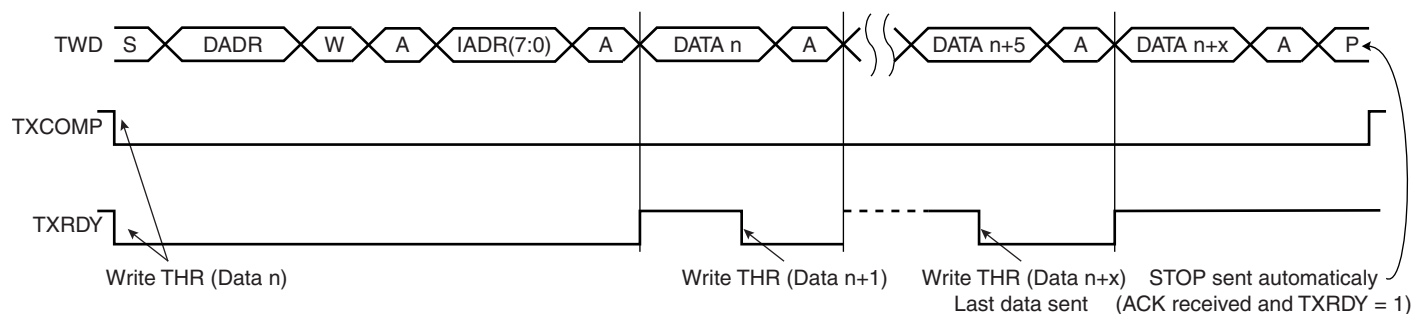 TWD S DADR W A IADR(7:0) A DATA n A DATA n+5 A DATA n+x A P
TXCOMP
TXRDY
Write THR (Data n) Write THR (Data n+1) Write THR (Data n+x) STOP sent automaticaly
Last data sent (ACK received and TXRDY = 1)